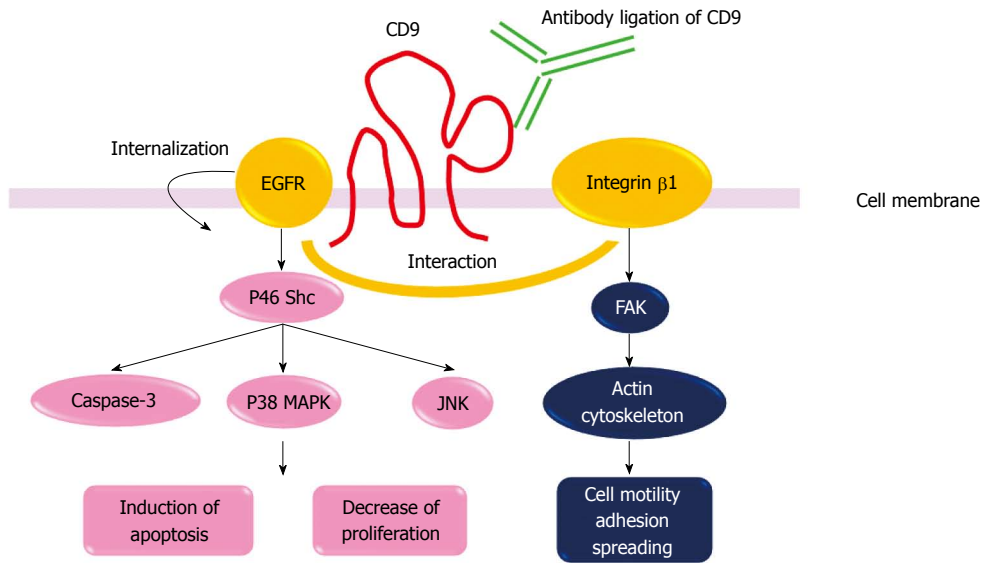 Antibody ligation of CD9
CD9
Internalization
EGFR
Integrin β1
Cell membrane
Interaction
P46 Shc
FAK
Caspase-3
P38 MAPK
JNK
Actin
cytoskeleton
Induction of
apoptosis
Decrease of
proliferation
Cell motility
adhesion
spreading